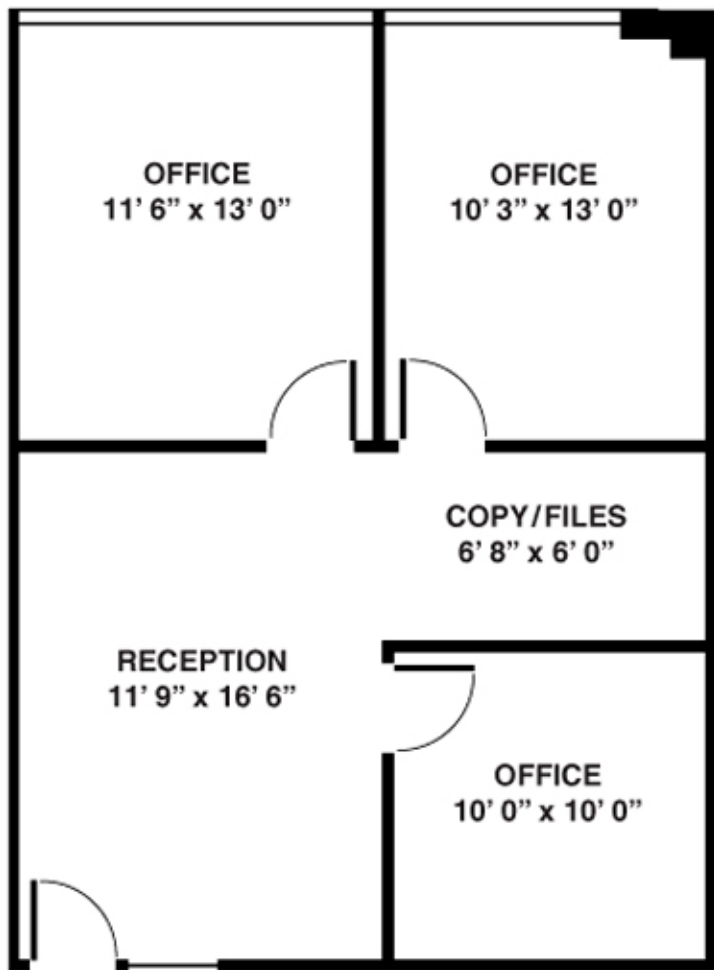 OFFICE
11’ 6” x 13’ 0”
OFFICE
10’ 3” x 13’ 0”
COPY/FILES
6’ 8” x 6’ 0”
RECEPTION
11’ 9” x 16’ 6”
OFFICE
10’ 0” x 10’ 0”